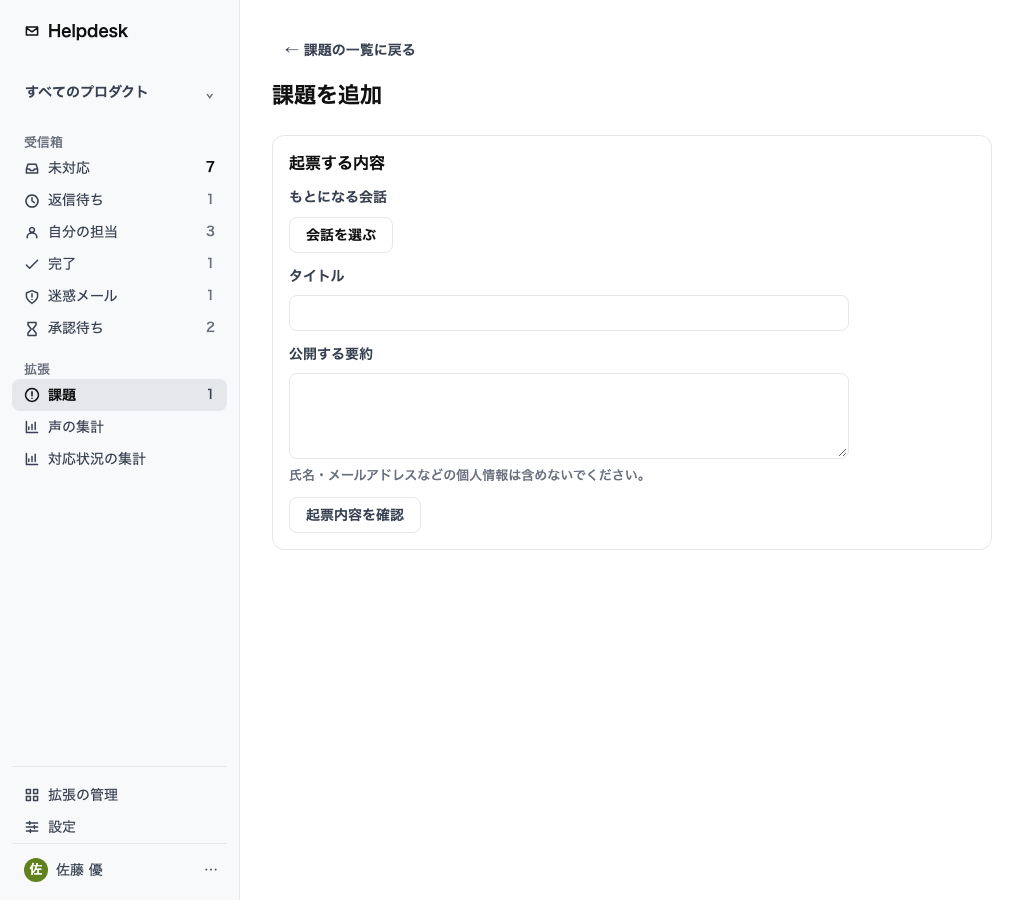 Helpdesk
すべてのプロダクト
受信箱
未対応 7
返信待ち 1
自分の担当 3
完了 1
迷惑メール 1
承認待ち 2
拡張
課題 1
声の集計
対応状況の集計
拡張の管理
設定
佐 佐藤 優 ...
← 課題の一覧に戻る
課題を追加
起票する内容
もとになる会話
会話を選ぶ
タイトル
公開する要約
氏名・メールアドレスなどの個人情報は含めないでください。
起票内容を確認